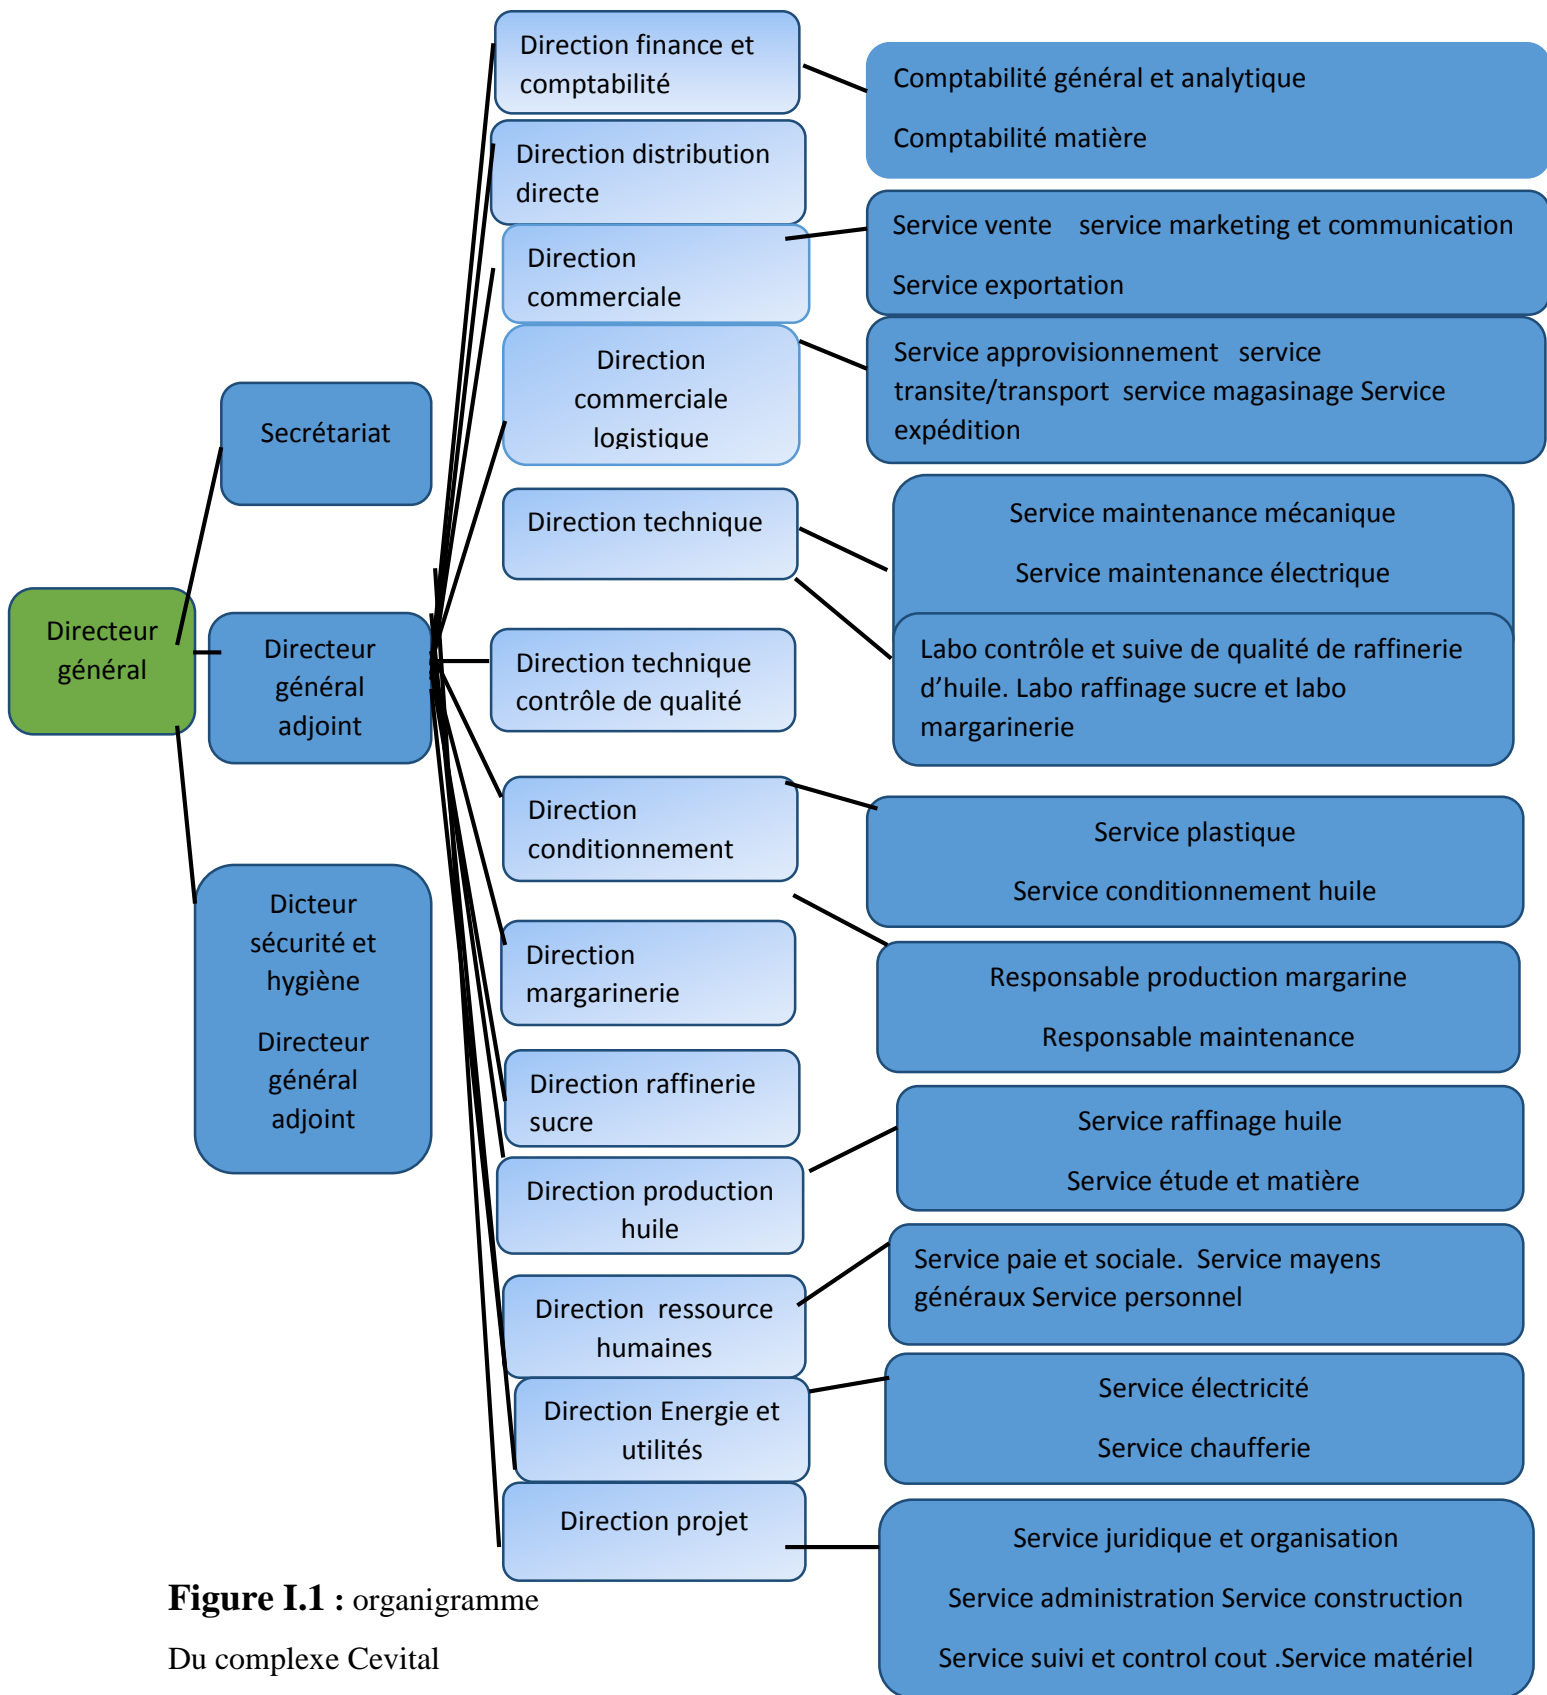 Direction finance et
comptabilité
Comptabilité général et analytique
Comptabilité matière
Direction distribution
directe
Direction
commerciale
Service vente    service marketing et communication
Service exportation
Direction
commerciale
logistique
Service approvisionnement   service
transite/transport  service magasinage Service
expédition
Secrétariat
Direction technique
Service maintenance mécanique
Service maintenance électrique
Directeur
général
Directeur
général
adjoint
Direction technique
contrôle de qualité
Labo contrôle et suive de qualité de raffinerie
d’huile. Labo raffinage sucre et labo
margarinerie
Direction
conditionnement
Service plastique
Service conditionnement huile
Dicteur
sécurité et
hygiène
Directeur
général
adjoint
Direction
margarinerie
Responsable production margarine
Responsable maintenance
Direction raffinerie
sucre
Direction production
huile
Service raffinage huile
Service étude et matière
Direction  ressource
humaines
Service paie et sociale.  Service mayens
généraux Service personnel
Direction Energie et
utilités
Service électricité
Service chaufferie
Direction projet
Service juridique et organisation
Service administration Service construction
Service suivi et control cout .Service matériel
Figure I.1 : organigramme
Du complexe Cevital